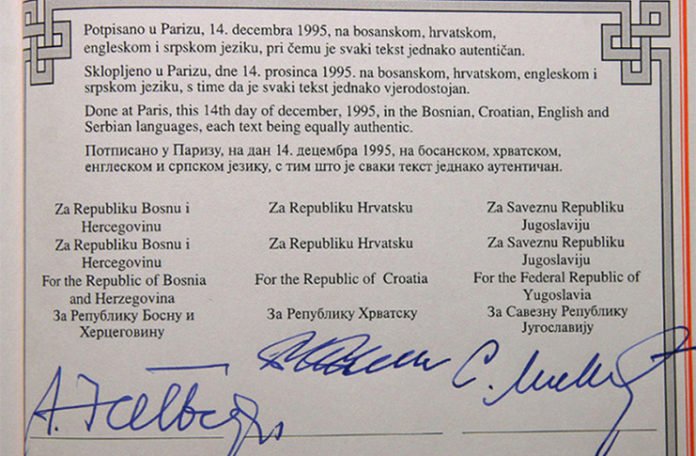 Potpisano u Parizu, 14. decembra 1995, na bosanskom, hrvatskom,
engleskom i srpskom jeziku, pri čemu je svaki tekst jednako autentičan.
Sklopljeno u Parizu, dne 14. prosinca 1995. na bosanskom, hrvatskom, engleskom i
srpskom jeziku, s time da je svaki tekst jednako vjerodostojan.
Done at Paris, this 14th day of december, 1995, in the Bosnian, Croatian, English and
Serbian languages, each text being equally authentic.
Потписано у Паризу, на дан 14. децембра 1995, на босанском, хрватском,
енглеском и српском језику, с тим што је сваки текст једнако аутентичан.
Za Republiku Bosnu i
Hercegovinu
Za Republiku Bosnu i
Hercegovinu
For the Republic of Bosnia
and Herzegovina
За Републику Босну и
Херцеговину
Za Republiku Hrvatsku
Za Republiku Hrvatsku
For the Republic of Croatia
За Републику Хрватску
Za Saveznu Republiku
Jugoslaviju
Za Saveznu Republiku
Jugoslaviju
For the Federal Republic of
Yugoslavia
За Савезну Републику
Југославију